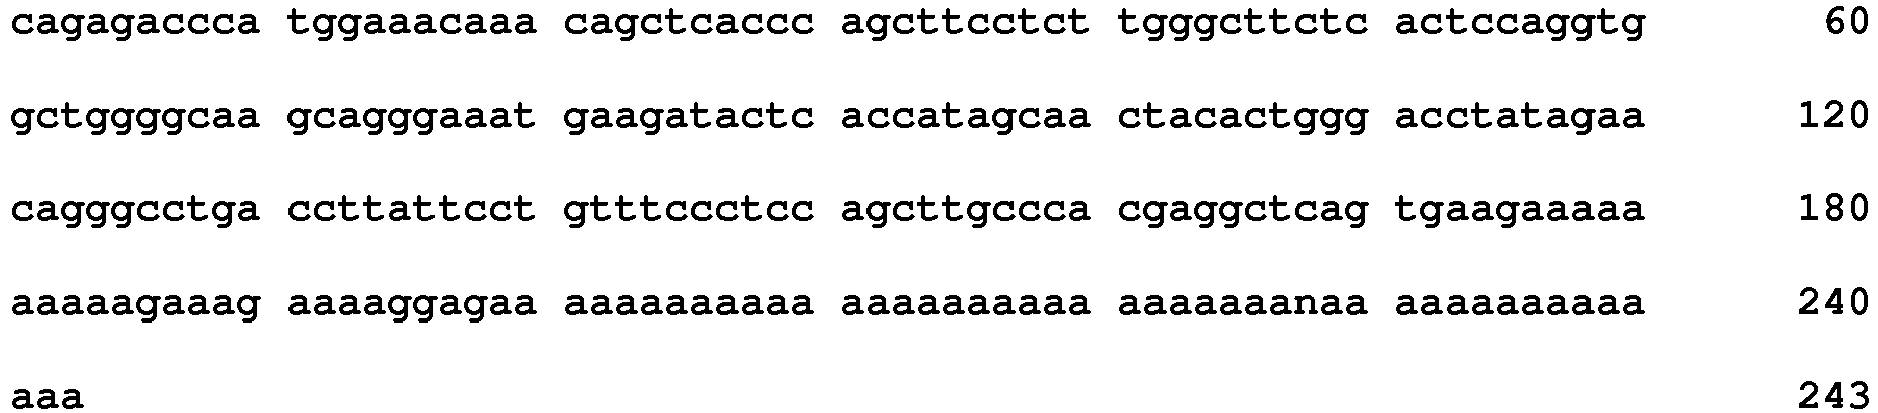 cagagaccca tggaaacaaa cagctcaccc agcttcctct tgggcttctc actccaggtg 60
gctggggcaa gcagggaaat gaagatactc accatagcaa ctacactggg acctatagaa 120
cagggcctga ccttattcct gtttccctcc agcttgccca cgaggctcag tgaagaaaaa 180
aaaaagaaag aaaaggagaa aaaaaaaaaa aaaaaaaaaa aaaaaaanaa aaaaaaaaaa 240
aaa 243